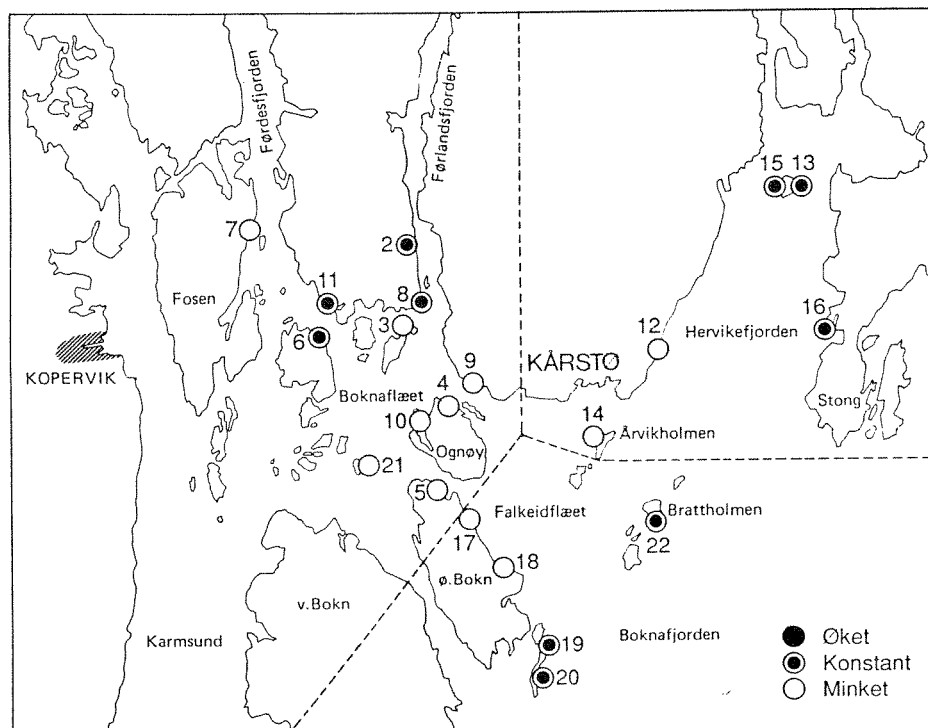 Førdesfjorden
Førlandsfjorden
15 13
7
2
Fosen
11
8
3
6
16
12
Hervikefjorden
KOPERVIK
KÅRSTØ
9
4
Boknaflæet
10
Stong
14
Årvikholmen
Ognøy
21
5
Falkeidflæet
Brattholmen
17
22
18
ø.Bokn
v.Bokn
Karmsund
19
Boknafjorden
20
Øket
Konstant
Minket